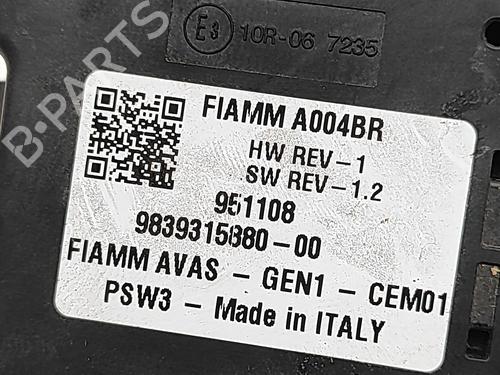 E3 10R-06 7235
B-PARTS
FIAMM A004BR
HW REV-1
SW REV-1.2
951108
9839315880-00
FIAMM AVAS - GEN1 - CEM01
PSW3 - Made in ITALY